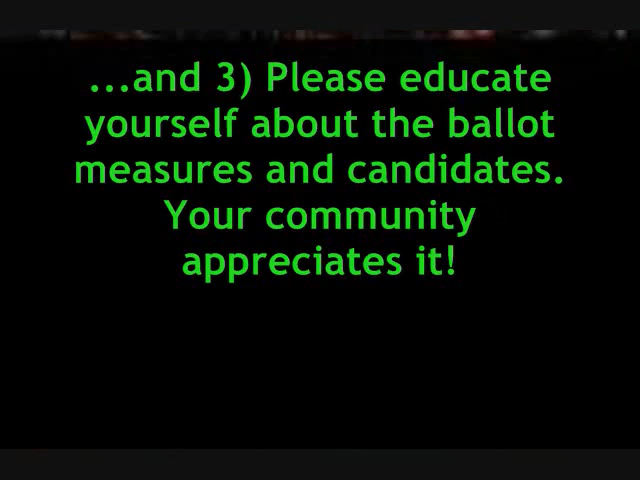 ...and 3) Please educate
yourself about the ballot
measures and candidates.
Your community
appreciates it!